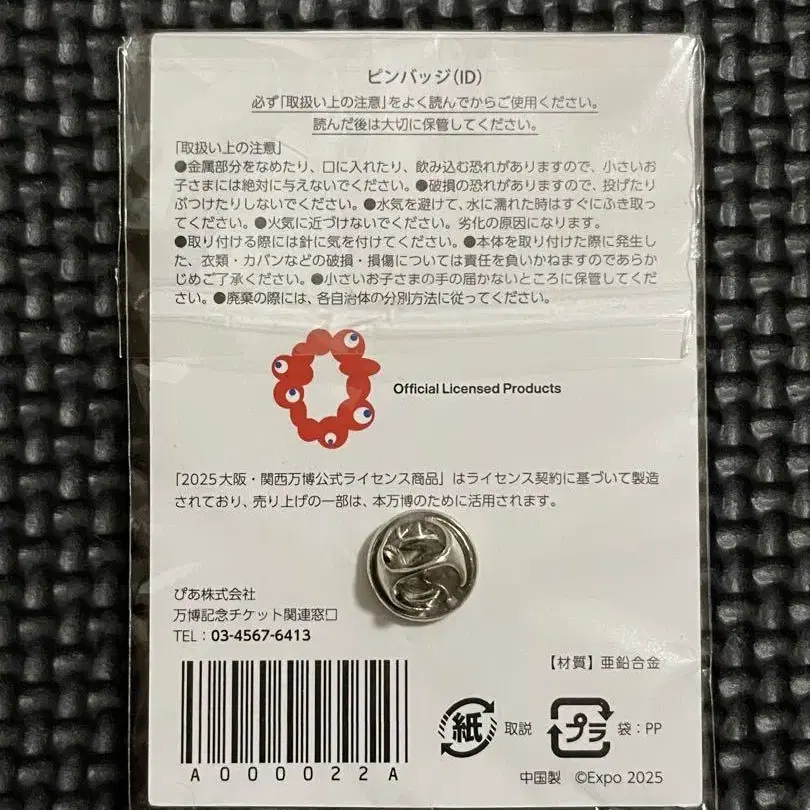 ピンバッジ(ID)
必ず「取扱い上の注意」をよく読んでからご使用ください。
読んだ後は大切に保管してください。
「取扱い上の注意」
●金属部分をなめたり、口に入れたり、飲み込む恐れがありますので、小さいお
子さまには絶対に与えないでください。●破損の恐れがありますので、投げたり
ぶつけたりしないでください。●水気を避けて、水に濡れた時はすぐにふき取っ
てください。●火気に近づけないでください。劣化の原因になります。
●取り付ける際には針に気を付けてください。●本体を取り付けた際に発生し
た、衣類・カバンなどの破損・損傷については責任を負いかねますのであらか
じめご了承ください。●小さいお子さまの手の届かないところに保管してくだ
さい。●廃棄の際には、各自治体の分別方法に従ってください。
Official Licensed Products
「2025大阪・関西万博公式ライセンス商品」はライセンス契約に基づいて製造
されており、売り上げの一部は、本万博のために活用されます。
ぴあ株式会社
万博記念チケット関連窓口
TEL：03-4567-6413
【材質】亜鉛合金
紙 取説 プラ 袋：PP
A000022A
中国製 ©Expo 2025